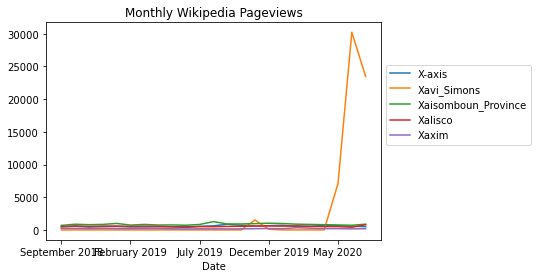 Monthly Wikipedia Pageviews
30000
25000
20000
15000
10000
5000
0
X-axis
Xavi_Simons
Xaisomboun_Province
Xalisco
Xaxim
September 2018 February 2019 July 2019 December 2019 May 2020
Date